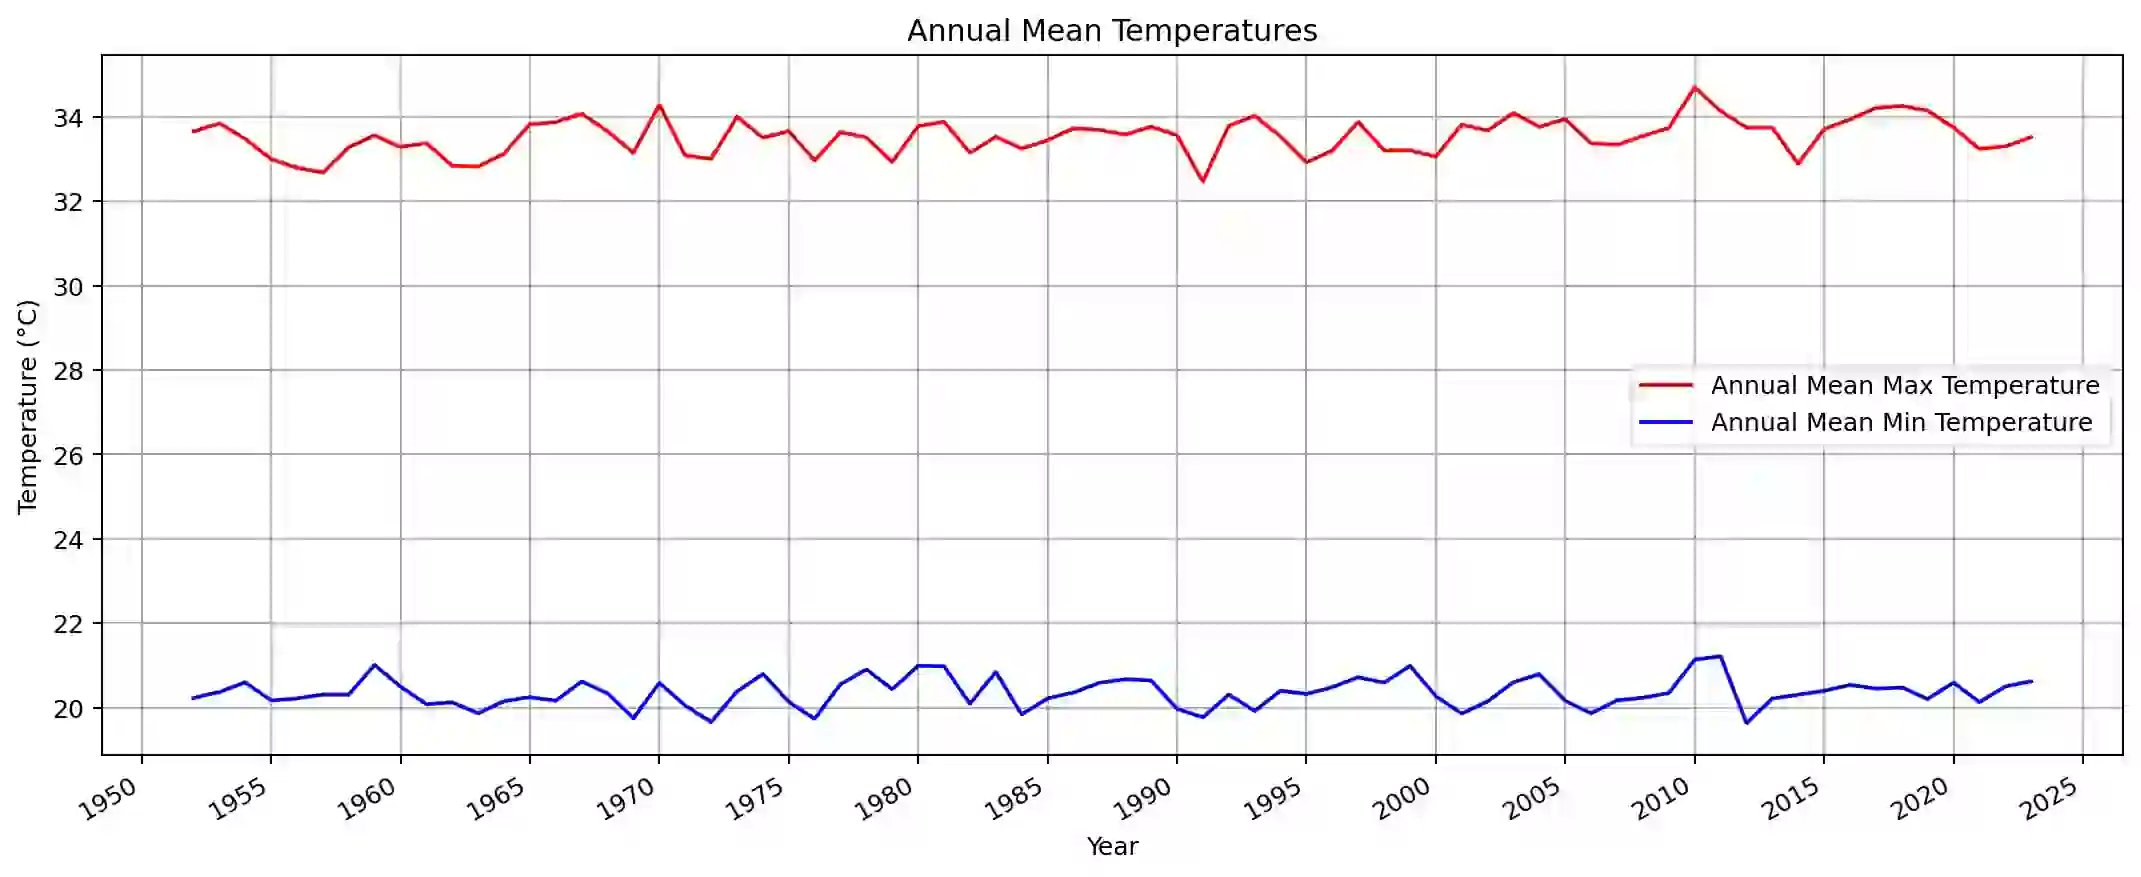 Annual Mean Temperatures
Temperature (°C)
34
32
30
28
26
24
22
20
Annual Mean Max Temperature
Annual Mean Min Temperature
1950 1955 1960 1965 1970 1975 1980 1985 1990 1995 2000 2005 2010 2015 2020 2025
Year